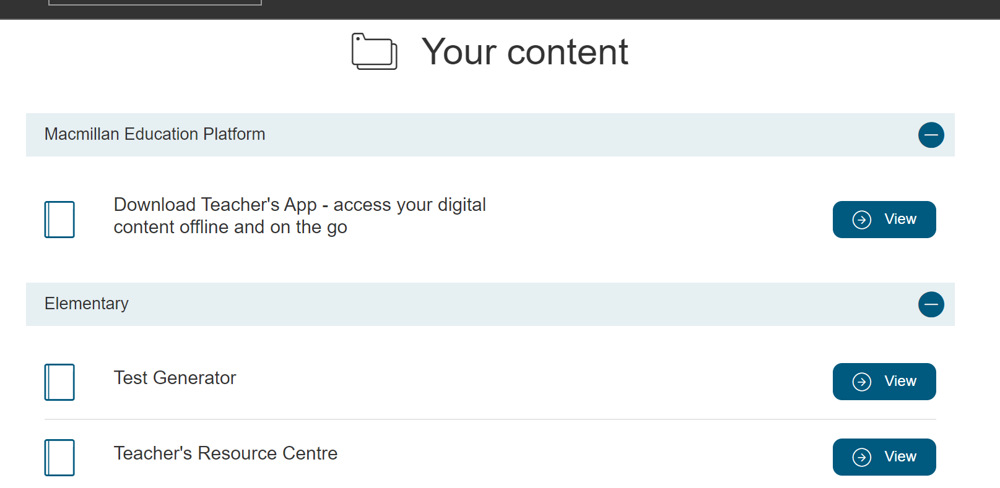 Your content
Macmillan Education Platform
Download Teacher's App - access your digital
content offline and on the go
View
Elementary
Test Generator
View
Teacher's Resource Centre
View